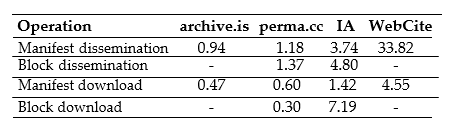 Operation archive.is perma.cc IA WebCite
Manifest dissemination 0.94 1.18 3.74 33.82
Block dissemination - 1.37 4.80 -
Manifest download 0.47 0.60 1.42 4.55
Block download - 0.30 7.19 -